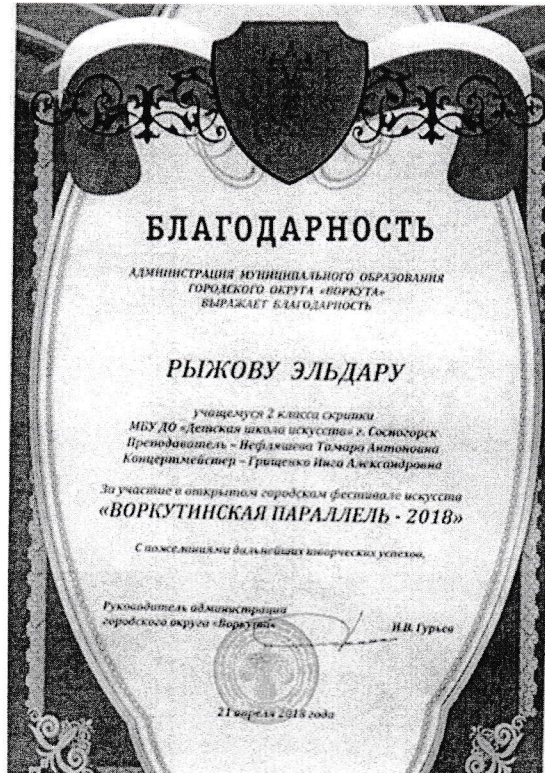 БЛАГОДАРНОСТЬ
АДМИНИСТРАЦИЯ МУНИЦИПАЛЬНОГО ОБРАЗОВАНИЯ
ГОРОДСКОГО ОКРУГА «ВОРКУТА»
ВЫРАЖАЕТ БЛАГОДАРНОСТЬ
РЫЖОВУ ЭЛЬДАРУ
учащемуся 2 класса скрипки
МБУ ДО «Детская школа искусств» г. Сосногорск
Преподаватель – Нефляшева Тамара Антоновна
Концертмейстер – Грищенко Инга Александровна
За участие в открытом городском фестивале искусств
«ВОРКУТИНСКАЯ ПАРАЛЛЕЛЬ - 2018»
С пожеланиями дальнейших творческих успехов,
Руководитель администрации
городского округа «Воркута»
И.В. Гурьев
21 апреля 2018 года